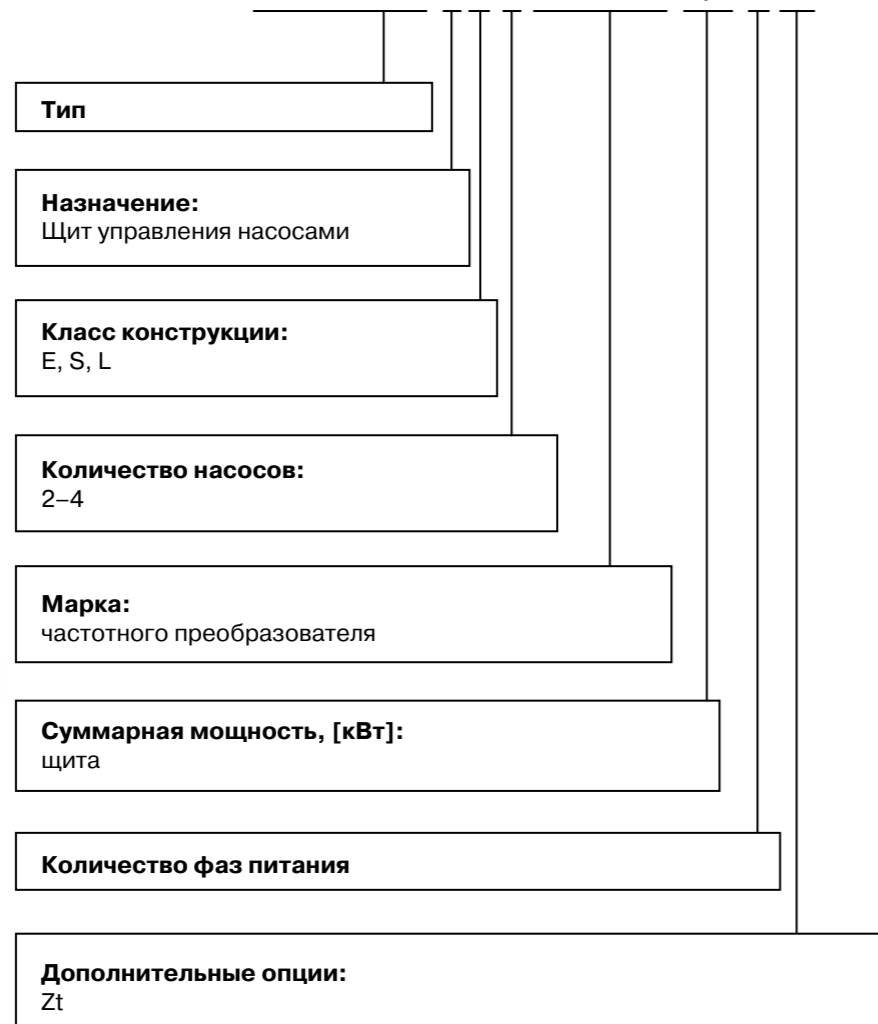 Тип
Назначение:
Щит управления насосами
Класс конструкции:
E, S, L
Количество насосов:
2–4
Марка:
частотного преобразователя
Суммарная мощность, [кВт]:
щита
Количество фаз питания
Дополнительные опции:
Zt